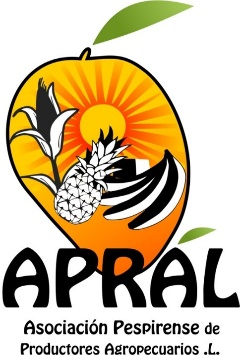 APRAL
Asociación Pespirense de
Productores Agropecuarios .L.